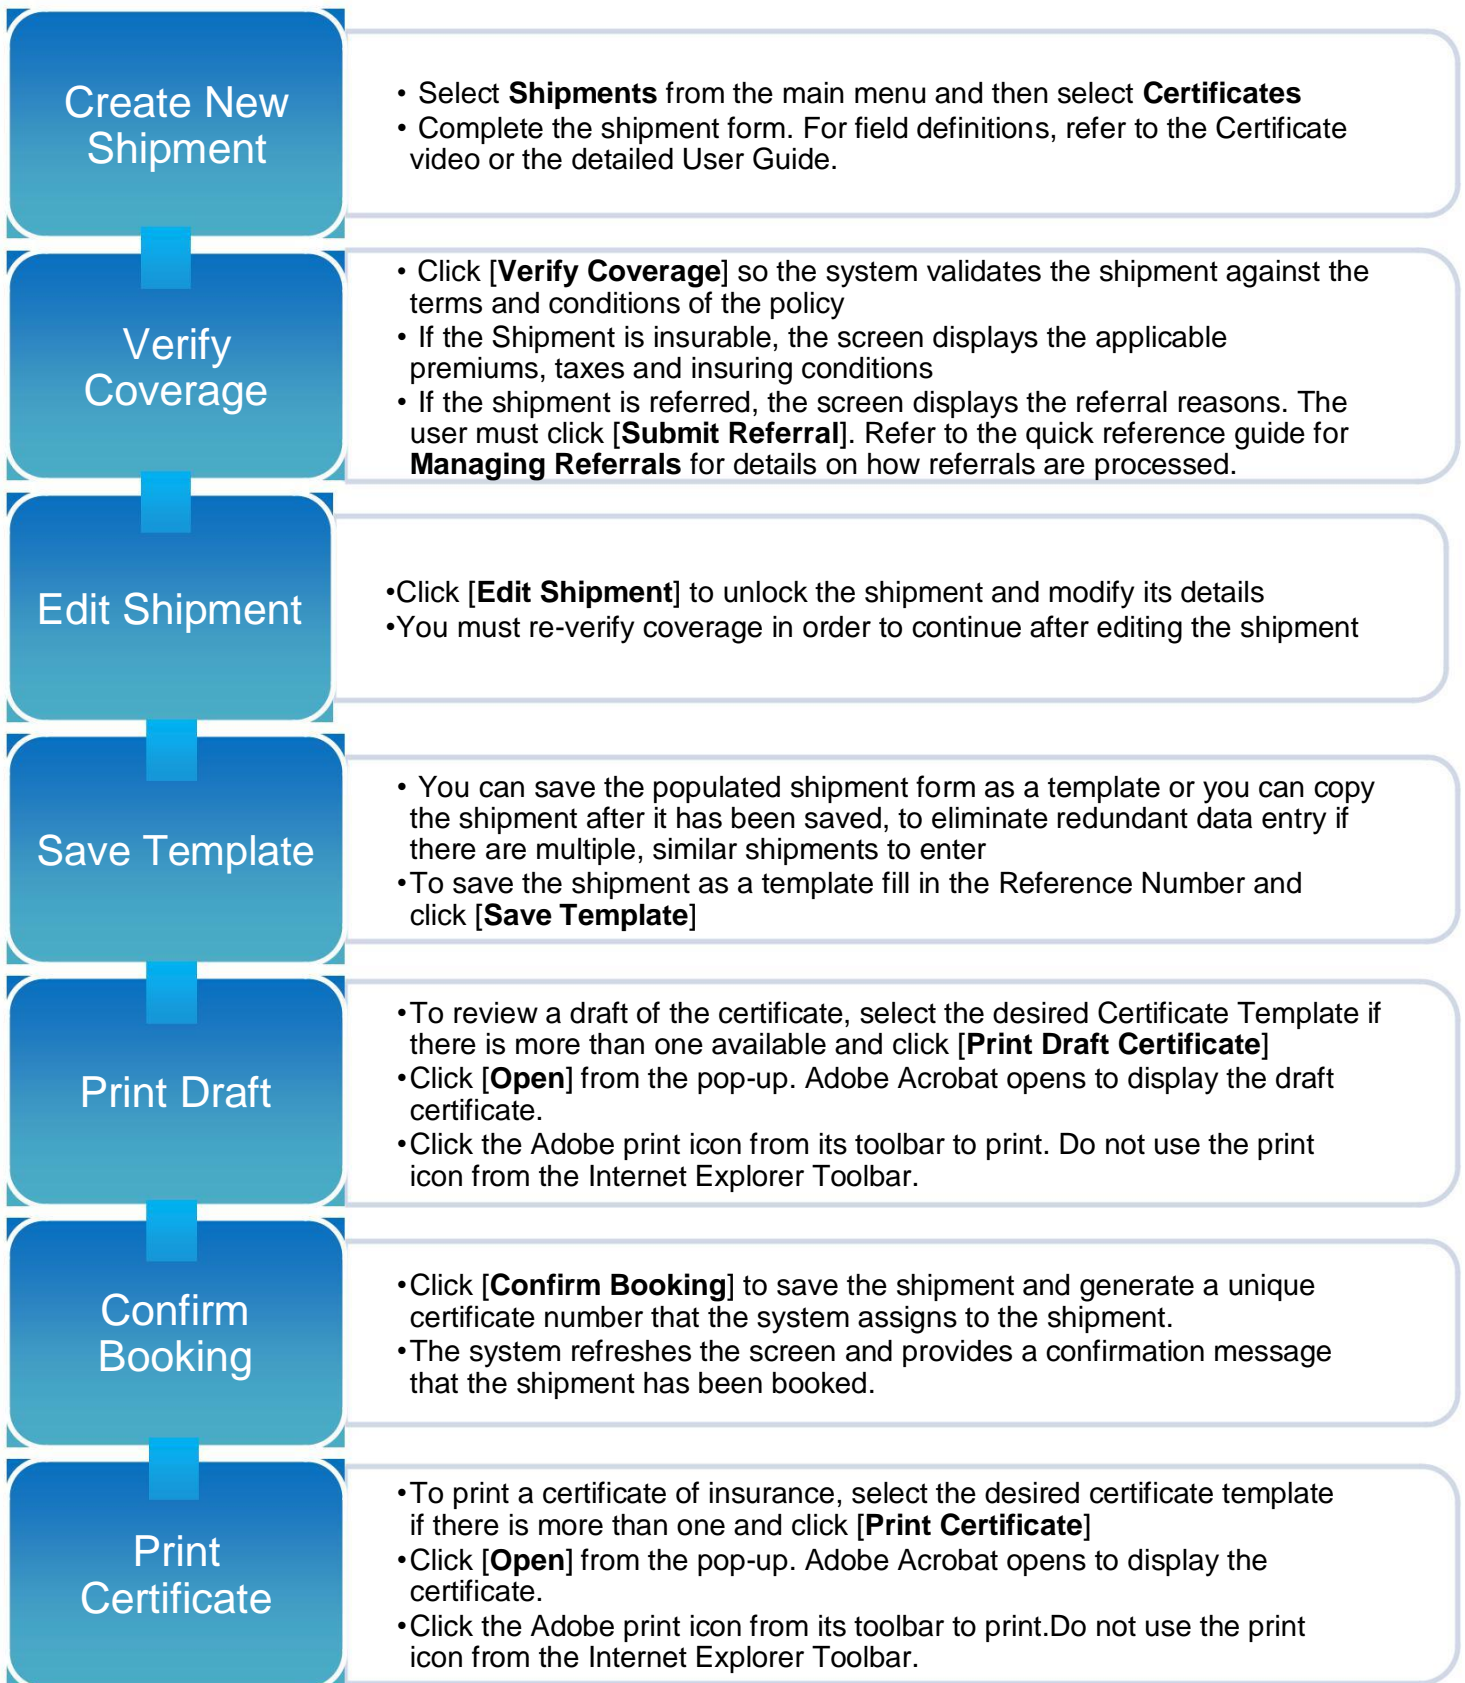 Create New
Shipment
• Select Shipments from the main menu and then select Certificates
• Complete the shipment form. For field definitions, refer to the Certificate
video or the detailed User Guide.
Verify
Coverage
• Click [Verify Coverage] so the system validates the shipment against the
terms and conditions of the policy
• If the Shipment is insurable, the screen displays the applicable
premiums, taxes and insuring conditions
• If the shipment is referred, the screen displays the referral reasons. The
user must click [Submit Referral]. Refer to the quick reference guide for
Managing Referrals for details on how referrals are processed.
Edit Shipment
•Click [Edit Shipment] to unlock the shipment and modify its details
•You must re-verify coverage in order to continue after editing the shipment
Save Template
• You can save the populated shipment form as a template or you can copy
the shipment after it has been saved, to eliminate redundant data entry if
there are multiple, similar shipments to enter
•To save the shipment as a template fill in the Reference Number and
click [Save Template]
Print Draft
•To review a draft of the certificate, select the desired Certificate Template if
there is more than one available and click [Print Draft Certificate]
•Click [Open] from the pop-up. Adobe Acrobat opens to display the draft
certificate.
•Click the Adobe print icon from its toolbar to print. Do not use the print
icon from the Internet Explorer Toolbar.
Confirm
Booking
•Click [Confirm Booking] to save the shipment and generate a unique
certificate number that the system assigns to the shipment.
•The system refreshes the screen and provides a confirmation message
that the shipment has been booked.
Print
Certificate
•To print a certificate of insurance, select the desired certificate template
if there is more than one and click [Print Certificate]
•Click [Open] from the pop-up. Adobe Acrobat opens to display the
certificate.
•Click the Adobe print icon from its toolbar to print.Do not use the print
icon from the Internet Explorer Toolbar.